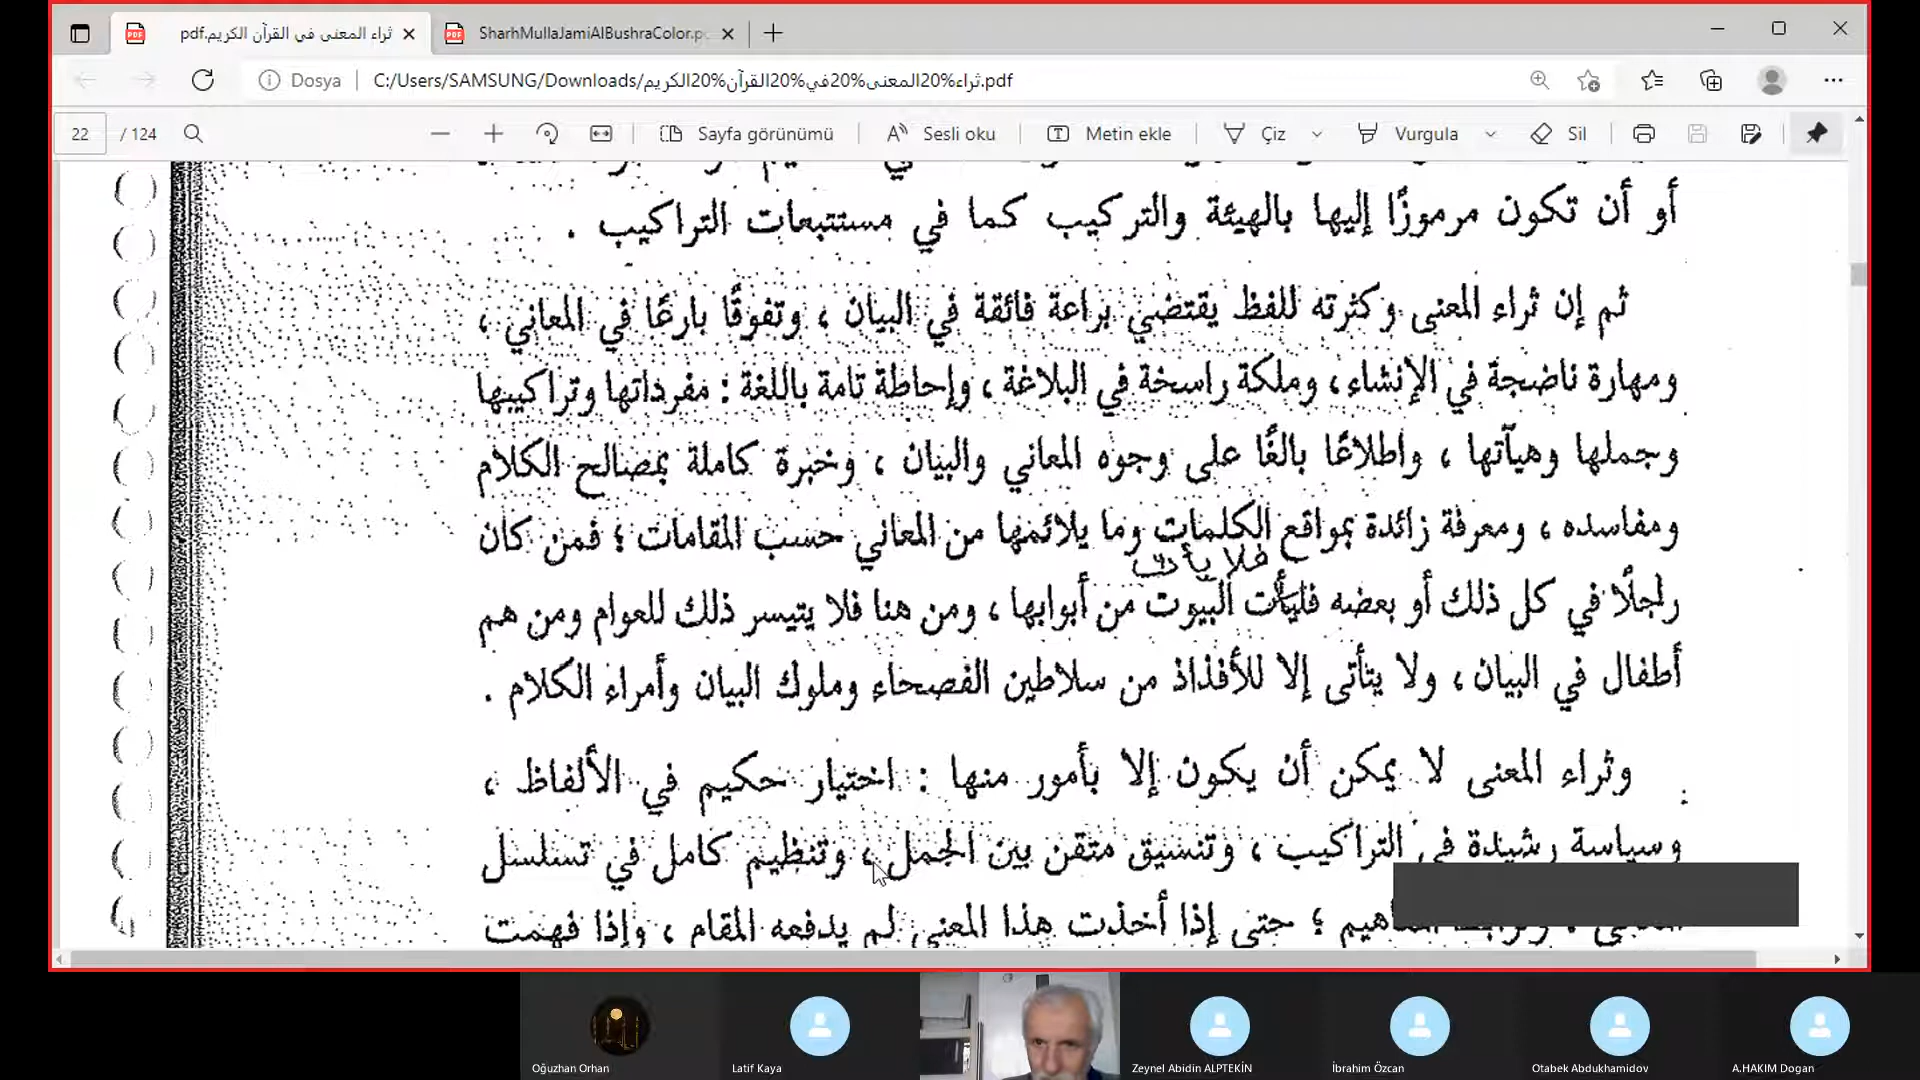 ثراء المعنى في القرآن الكريم.pdf
SharhMullaJamiAlBushraColor.p
Dosya
C:/Users/SAMSUNG/Downloads/ثراء%20المعنى%20في%20القرآن%20الكريم.pdf
22 / 124
Sayfa görünümü
Sesli oku
Metin ekle
Çiz
Vurgula
Sil
أو أن تكون مرموزًا إليها بالهيئة والتركيب كما في مستتبعات التراكيب .
ثم إن ثراء المعنى وكثرته للفظ يقتضي براعة فائقة في البيان ، وتفوقًا بارعًا في المعاني ،
ومهارة ناضجة في الإنشاء ، وملكة راسخة في البلاغة ، وإحاطة تامة باللغة : مفرداتها وتراكيبها
وجملها وهيآتها ، واطلاعًا بالغًا على وجوه المعاني والبيان ، وخبرة كاملة بمصالح الكلام
ومفاسده ، ومعرفة زائدة بمواقع الكلمات وما يلائمها من المعاني حسب المقامات ؛ فمن كان
فلا يأت
راجلًا في كل ذلك أو بعضه فليأت البيوت من أبوابها ، ومن هنا فلا يتيسر ذلك للعوام ومن هم
أطفال في البيان ، ولا يتأتى إلا للأفذاذ من سلاطين الفصحاء وملوك البيان وأمراء الكلام .
وثراء المعنى لا يمكن أن يكون إلا بأمور منها : اختيار حكيم في الألفاظ ،
وسياسة رشيدة في التراكيب ، وتنسيق متقن بين الجمل ، وتنظيم كامل في تسلسل
حتى إذا أخذت هذا المعنى لم يدفعه المقام ، وإذا فهمت
Oğuzhan Orhan
Latif Kaya
Zeynel Abidin ALPTEKİN
İbrahim Özcan
Otabek Abdukhamidov
A.HAKIM Dogan